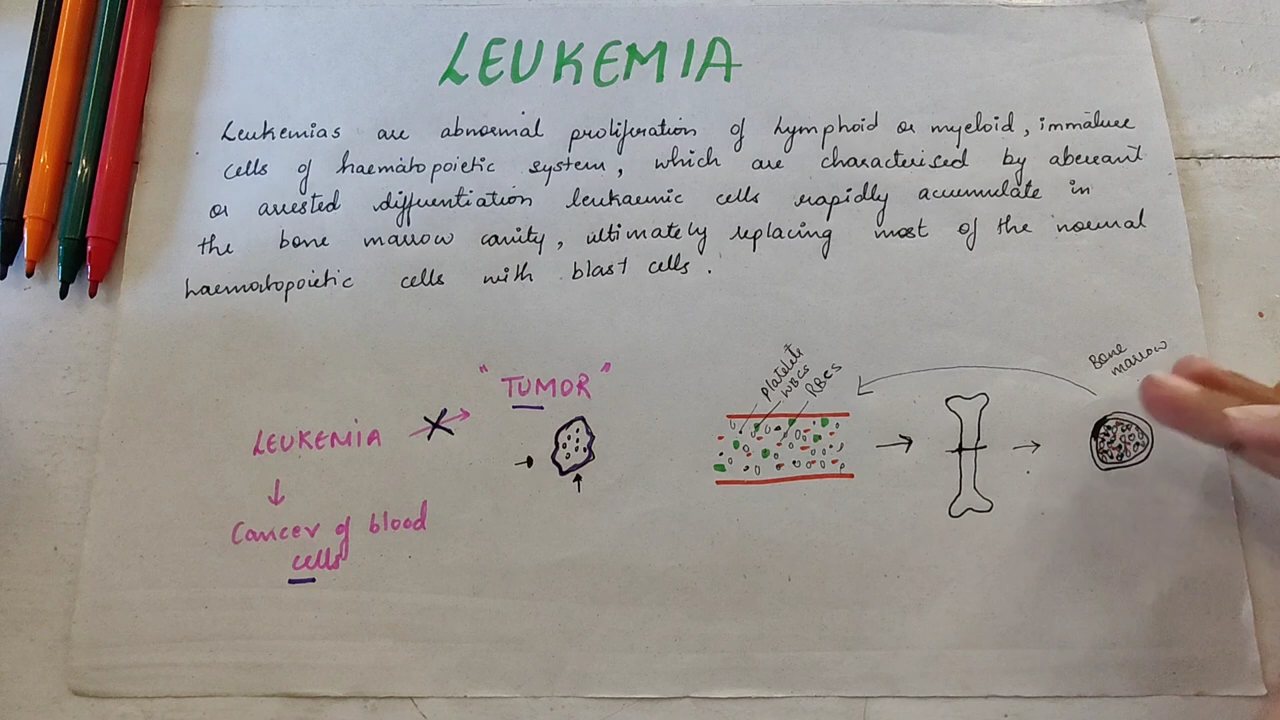 LEUKEMIA
Leukemias are abnormal proliferation of lymphoid or myeloid, immature
cells of haematopoietic system, which are characterised by aberrant
or arrested differentiation leukaemic cells rapidly accumulate in
the bone marrow cavity, ultimately replacing most of the normal
haematopoietic cells with blast cells.
"TUMOR"
LEUKEMIA
Cancer of blood
cells
Platelete
WBCs
RBCs
Bone
marrow